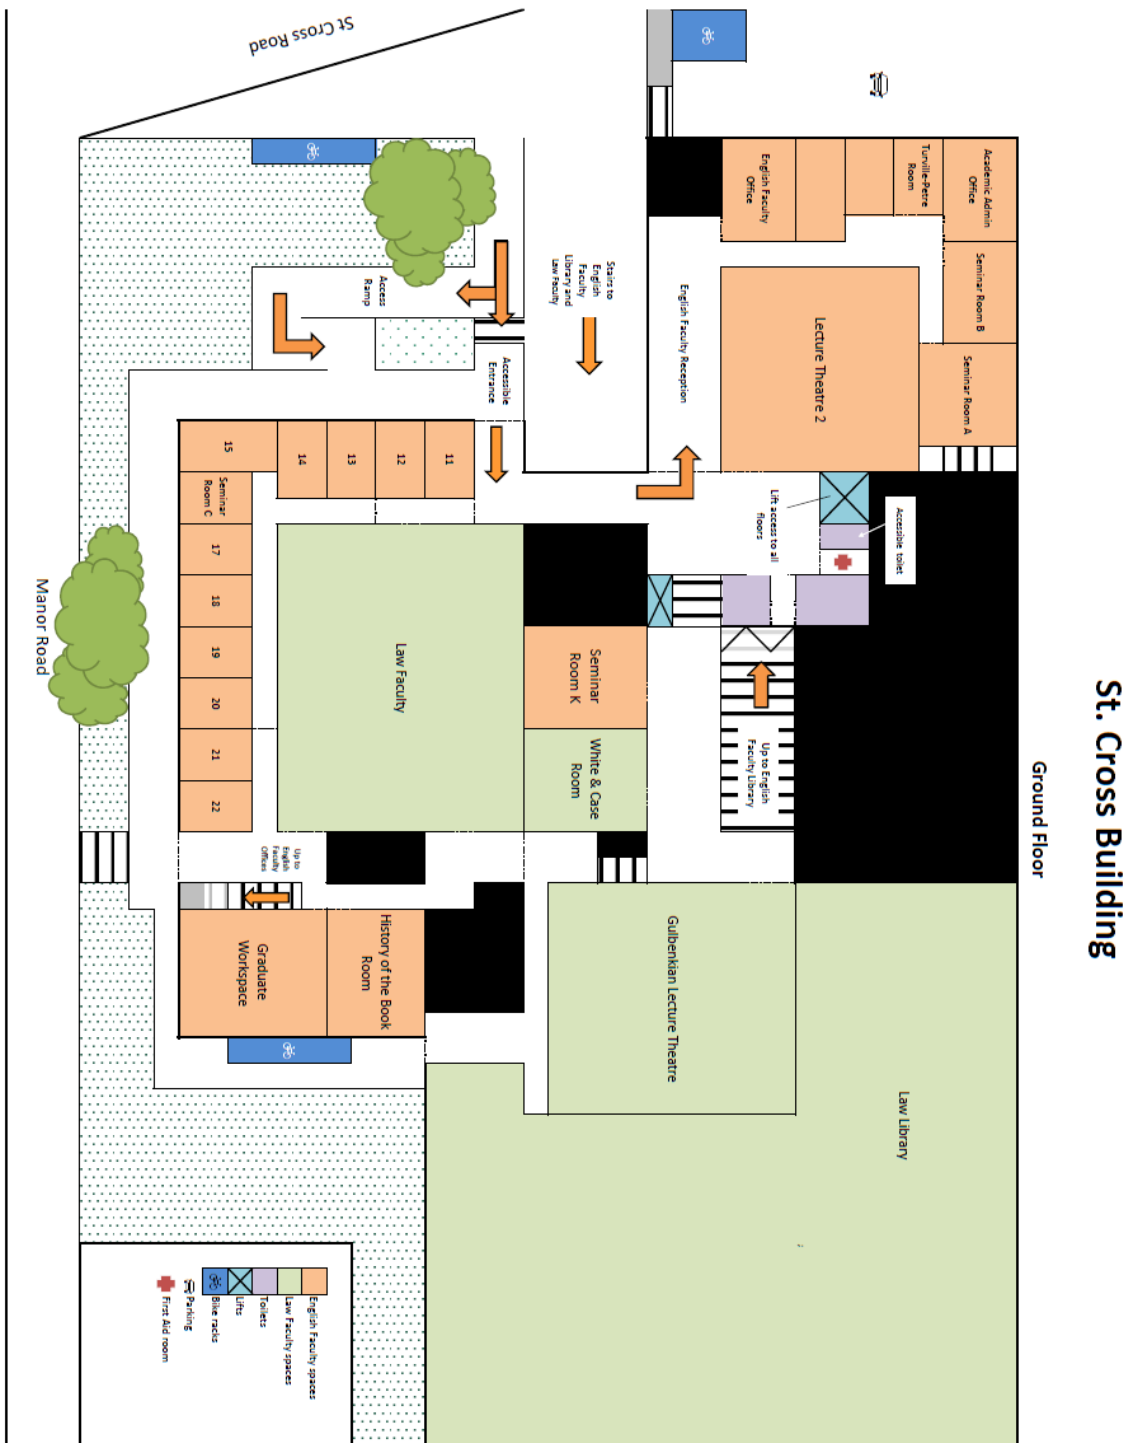 St. Cross Building
Ground Floor
Academic Admin
Office
Turville-Petre
Room
English Faculty
Office
Seminar Room B
Seminar Room A
Lecture Theatre 2
English Faculty Reception
Stairs to
English
Faculty
Library and
Law Faculty
St Cross Road
Access
Ramp
Accessible
Entrance
Accessible toilet
Lift access to all
floors
11
12
13
14
15
Seminar
Room C
17
18
19
20
21
22
Law Faculty
Seminar
Room K
White & Case
Room
Up to English
Faculty Library
Up to
English
Faculty
Offices
Manor Road
Graduate
Workspace
History of the Book
Room
Gulbenkian Lecture Theatre
Law Library
English Faculty spaces
Law Faculty spaces
Toilets
Lifts
Bike racks
Parking
First Aid room